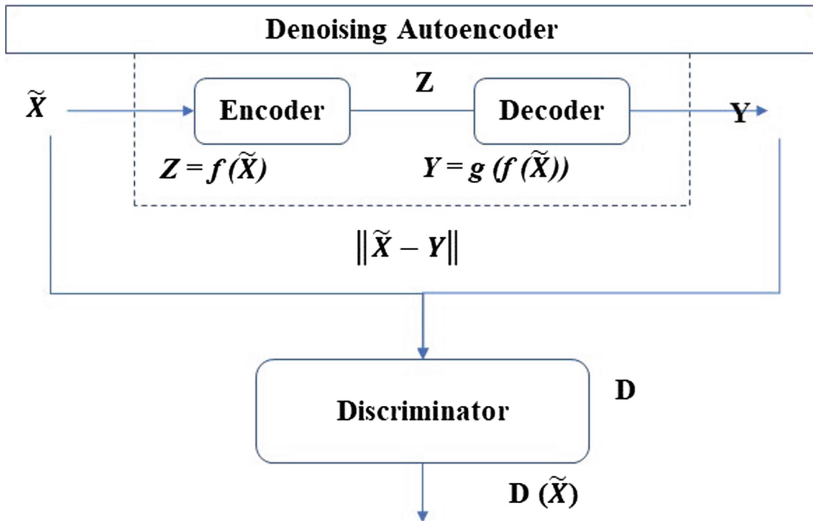 Denoising Autoencoder
X̃
Encoder
Z
Decoder
Y
Z = f(X̃)
Y = g (f(X̃))
‖X̃ − Y‖
Discriminator
D
D (X̃)